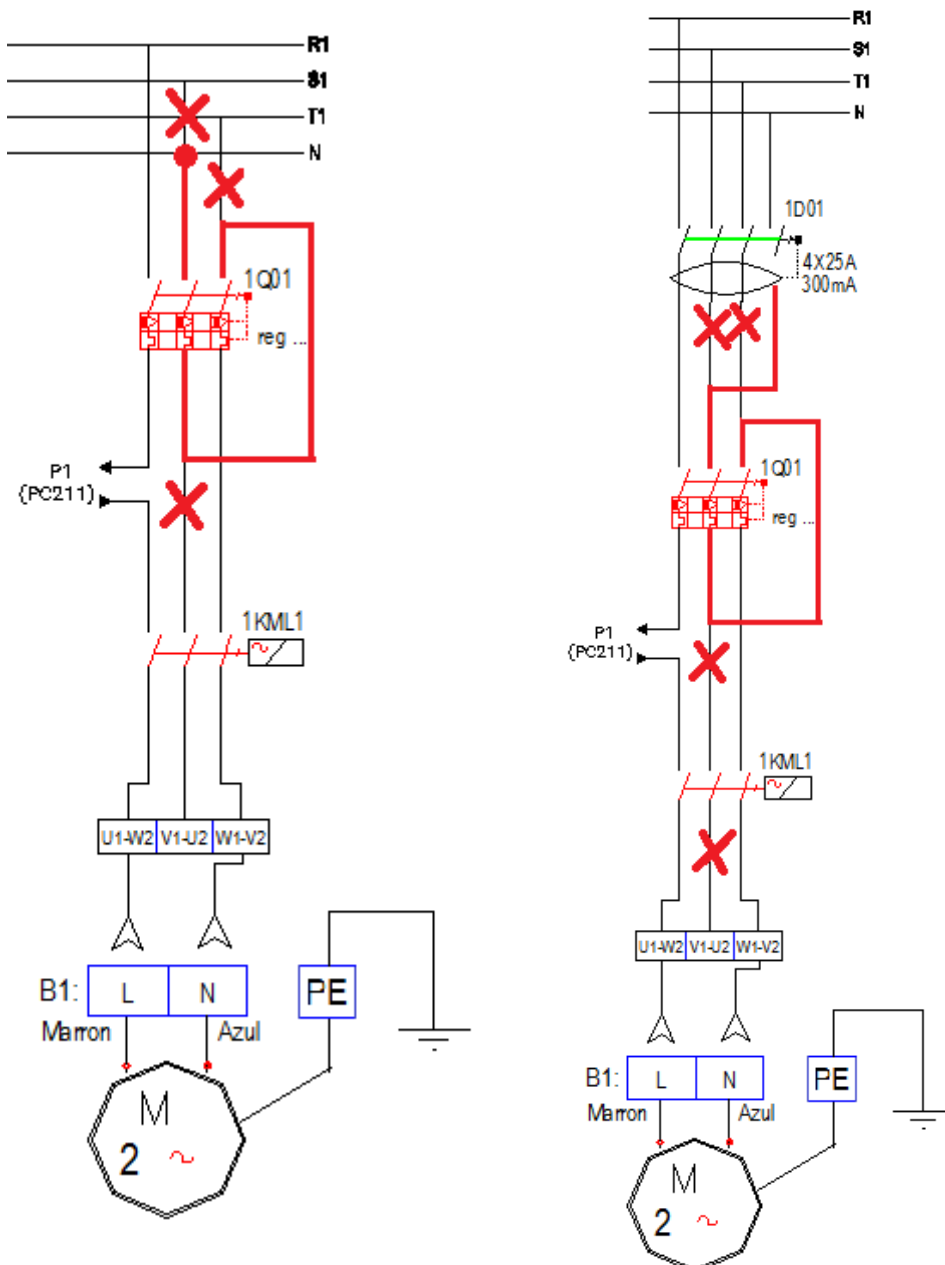 R1
S1
T1
N
1Q01
reg ...
P1
(PC211)
1KML1
U1-W2 V1-U2 W1-V2
B1: L N PE
Marron Azul
M
2 ~
R1
S1
T1
N
1D01
4X25A
300mA
1Q01
reg ...
P1
(PC211)
1KML1
U1-W2 V1-U2 W1-V2
B1: L N PE
Marron Azul
M
2 ~